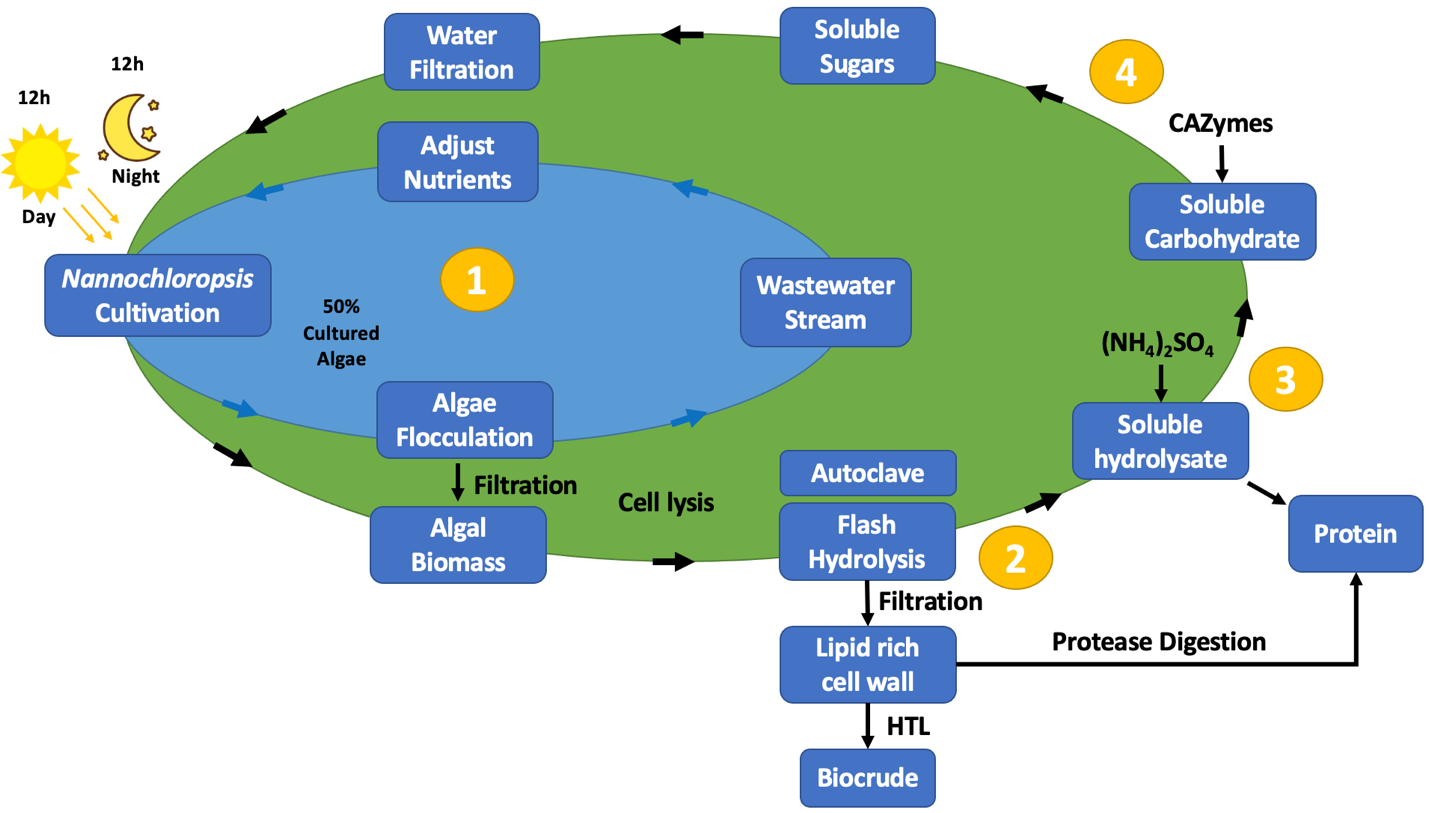 Water
Filtration
Soluble
Sugars
4
12h
12h
CAZymes
Night
Day
Adjust
Nutrients
Soluble
Carbohydrate
Nannochloropsis
Cultivation
1
50%
Cultured
Algae
Wastewater
Stream
(NH4)2SO4
3
Algae
Flocculation
Soluble
hydrolysate
Filtration
Cell lysis
Autoclave
Algal
Biomass
Flash
Hydrolysis
2
Protein
Filtration
Lipid rich
cell wall
Protease Digestion
HTL
Biocrude